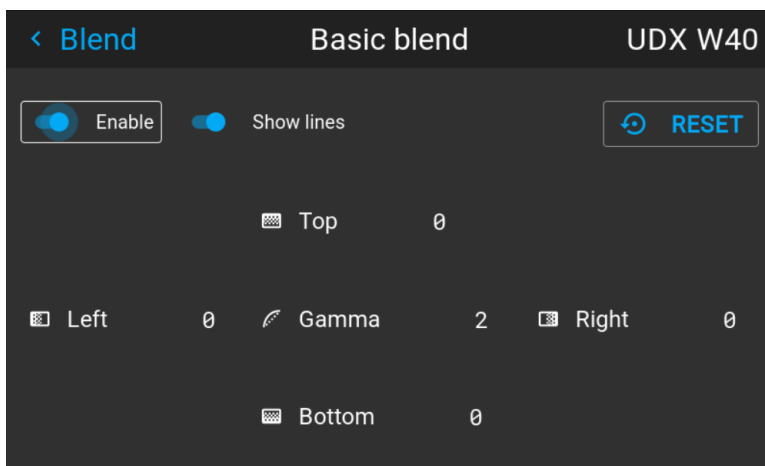 Blend Basic blend UDX W40
Enable Show lines RESET
Top 0
Left 0 Gamma 2 Right 0
Bottom 0